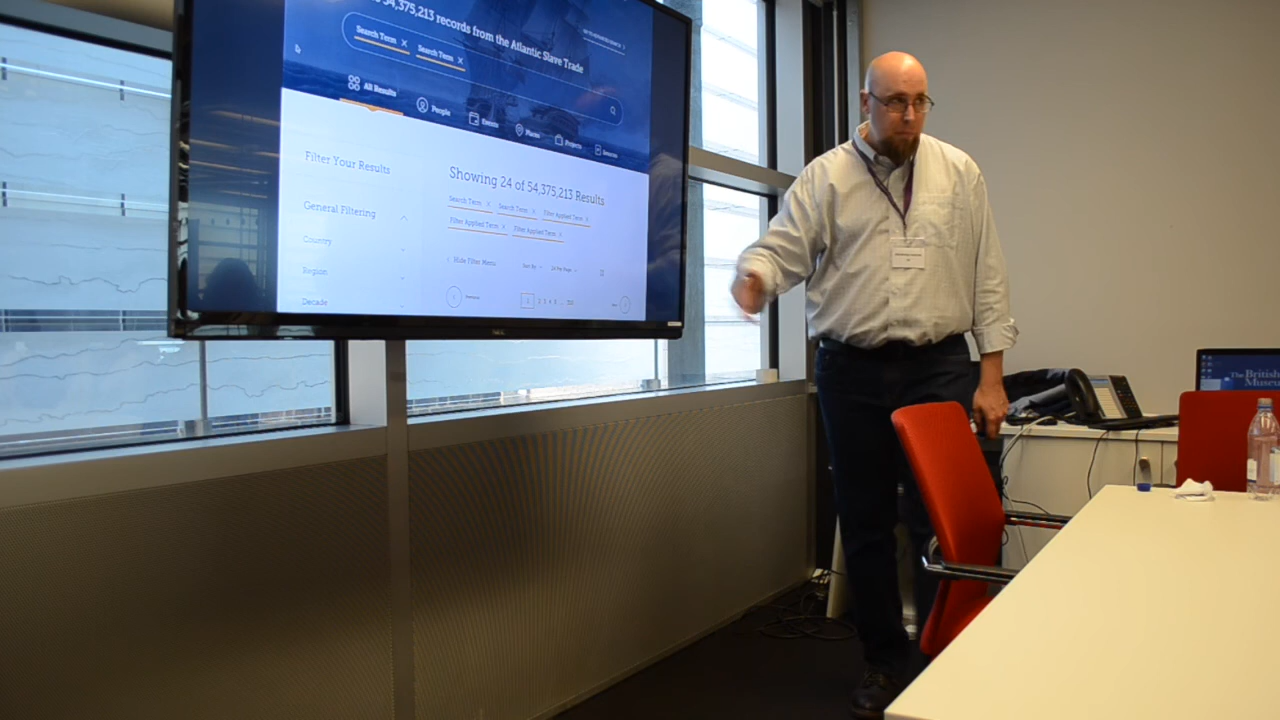 54,375,213 records from the Atlantic Slave Trade
Search Term X
Search Term X
All Results
People
Events
Places
Projects
Sources
Filter Your Results
General Filtering
Country
Region
Decade
Showing 24 of 54,375,213 Results
Search Term X
Search Term X
Filter Applied Term X
Filter Applied Term X
Filter Applied Term X
Hide Filter Menu
Sort By
24 Per Page
Previous
NEC
The British
Museu